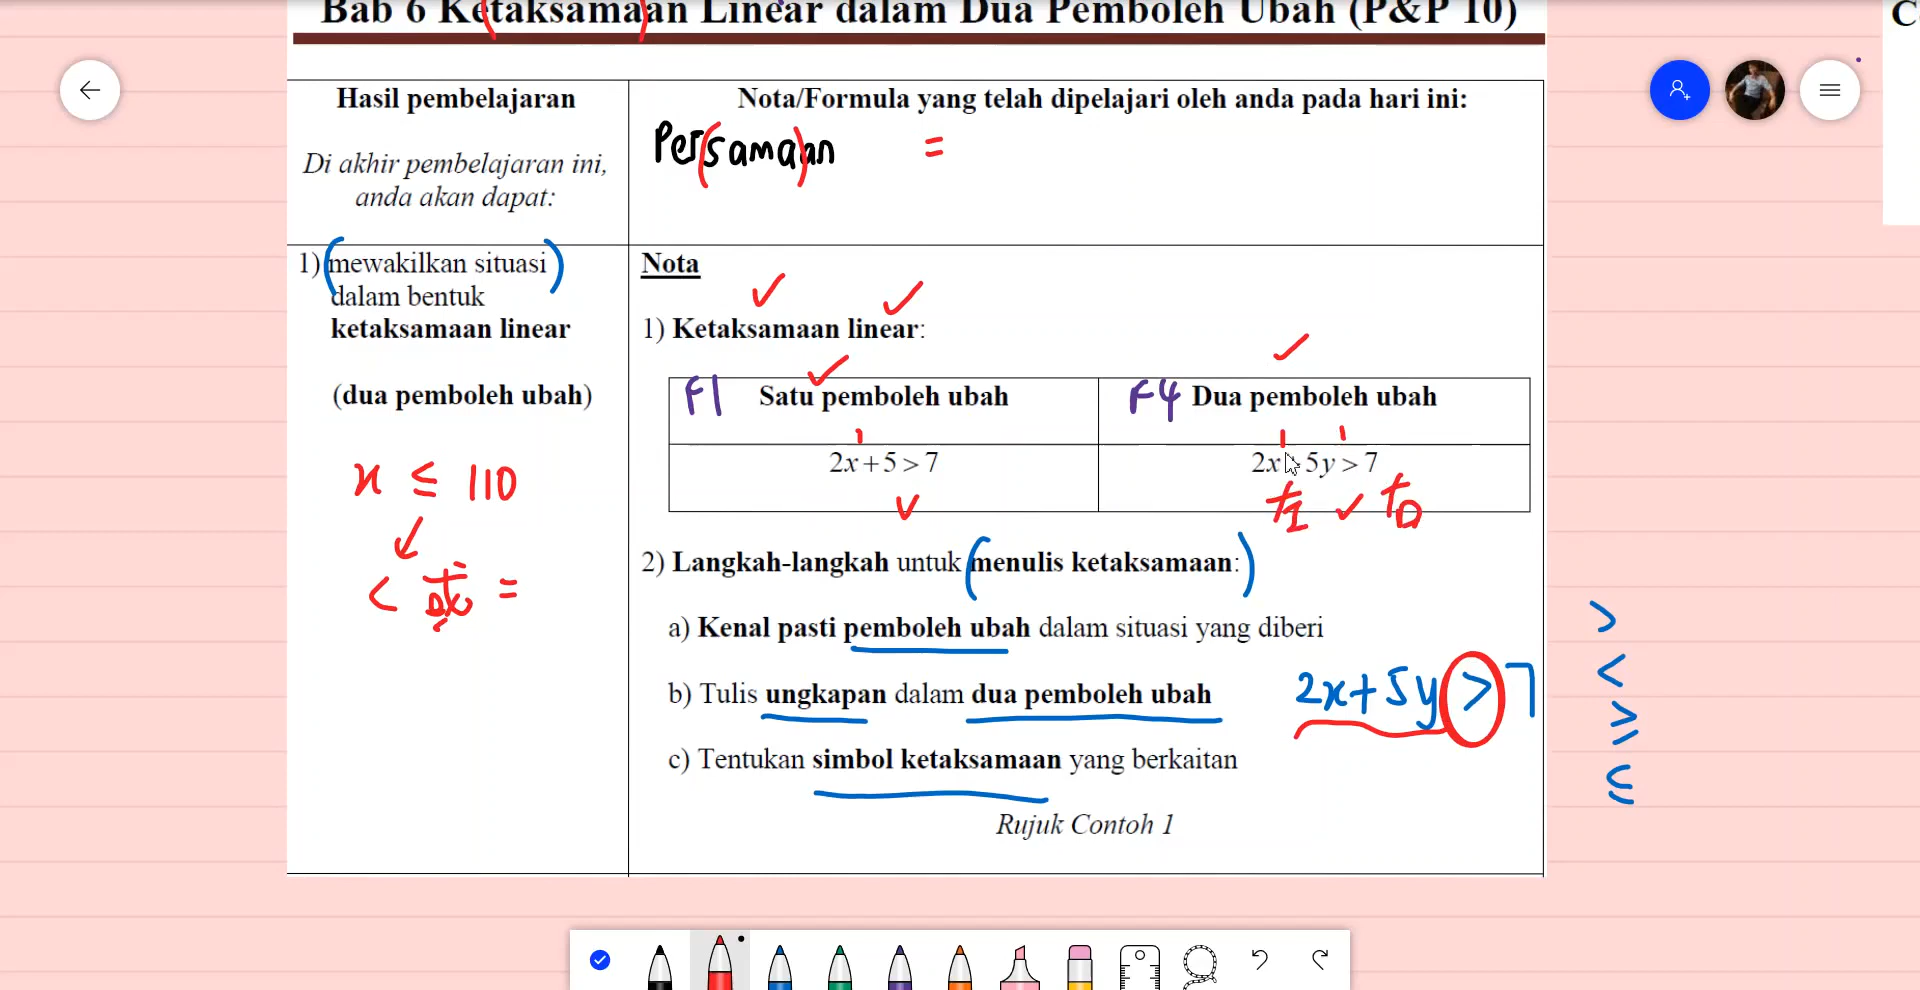 Bab 6 Ketaksamaan Linear dalam Dua Pemboleh Ubah (P&P 10)
Hasil pembelajaran
Di akhir pembelajaran ini,
anda akan dapat:
Nota/Formula yang telah dipelajari oleh anda pada hari ini:
Persamaan =
1) mewakilkan situasi
dalam bentuk
ketaksamaan linear
(dua pemboleh ubah)
x ≤ 110
< =
Nota
1) Ketaksamaan linear:
F1 Satu pemboleh ubah
F4 Dua pemboleh ubah
2x+5>7
2x 5y>7
2) Langkah-langkah untuk menulis ketaksamaan:
a) Kenal pasti pemboleh ubah dalam situasi yang diberi
b) Tulis ungkapan dalam dua pemboleh ubah
2x+5y > 7
c) Tentukan simbol ketaksamaan yang berkaitan
Rujuk Contoh 1
>
<
≥
≤
C